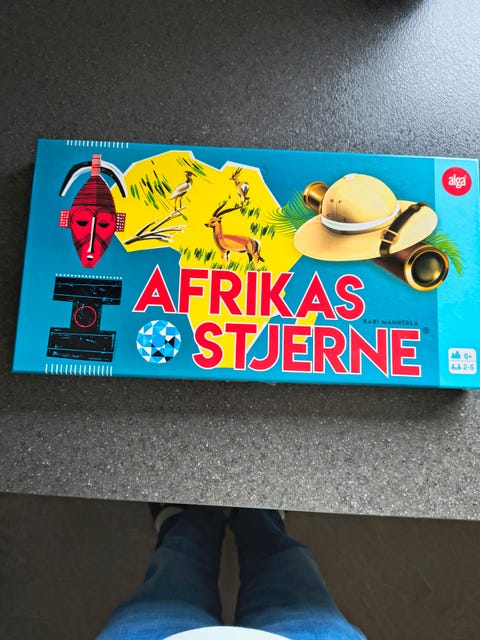 alga
AFRIKAS
KARI MANNERLA
STJERNE®
6+
2-5